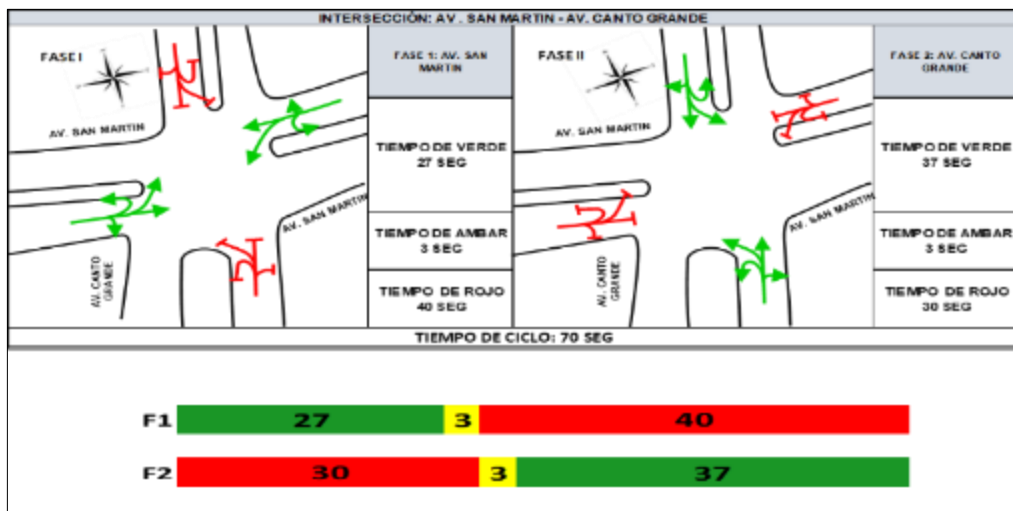 INTERSECCIÓN: AV. SAN MARTIN - AV. CANTO GRANDE
FASE I
AV. SAN MARTIN
AV. SAN MARTIN
AV. CANTO
GRANDE
FASE 1: AV. SAN
MARTIN
TIEMPO DE VERDE
27 SEG
TIEMPO DE AMBAR
3 SEG
TIEMPO DE ROJO
40 SEG
FASE II
AV. SAN MARTIN
AV. SAN MARTIN
AV. CANTO
GRANDE
FASE 2: AV. CANTO
GRANDE
TIEMPO DE VERDE
37 SEG
TIEMPO DE AMBAR
3 SEG
TIEMPO DE ROJO
30 SEG
TIEMPO DE CICLO: 70 SEG
F1 27 3 40
F2 30 3 37